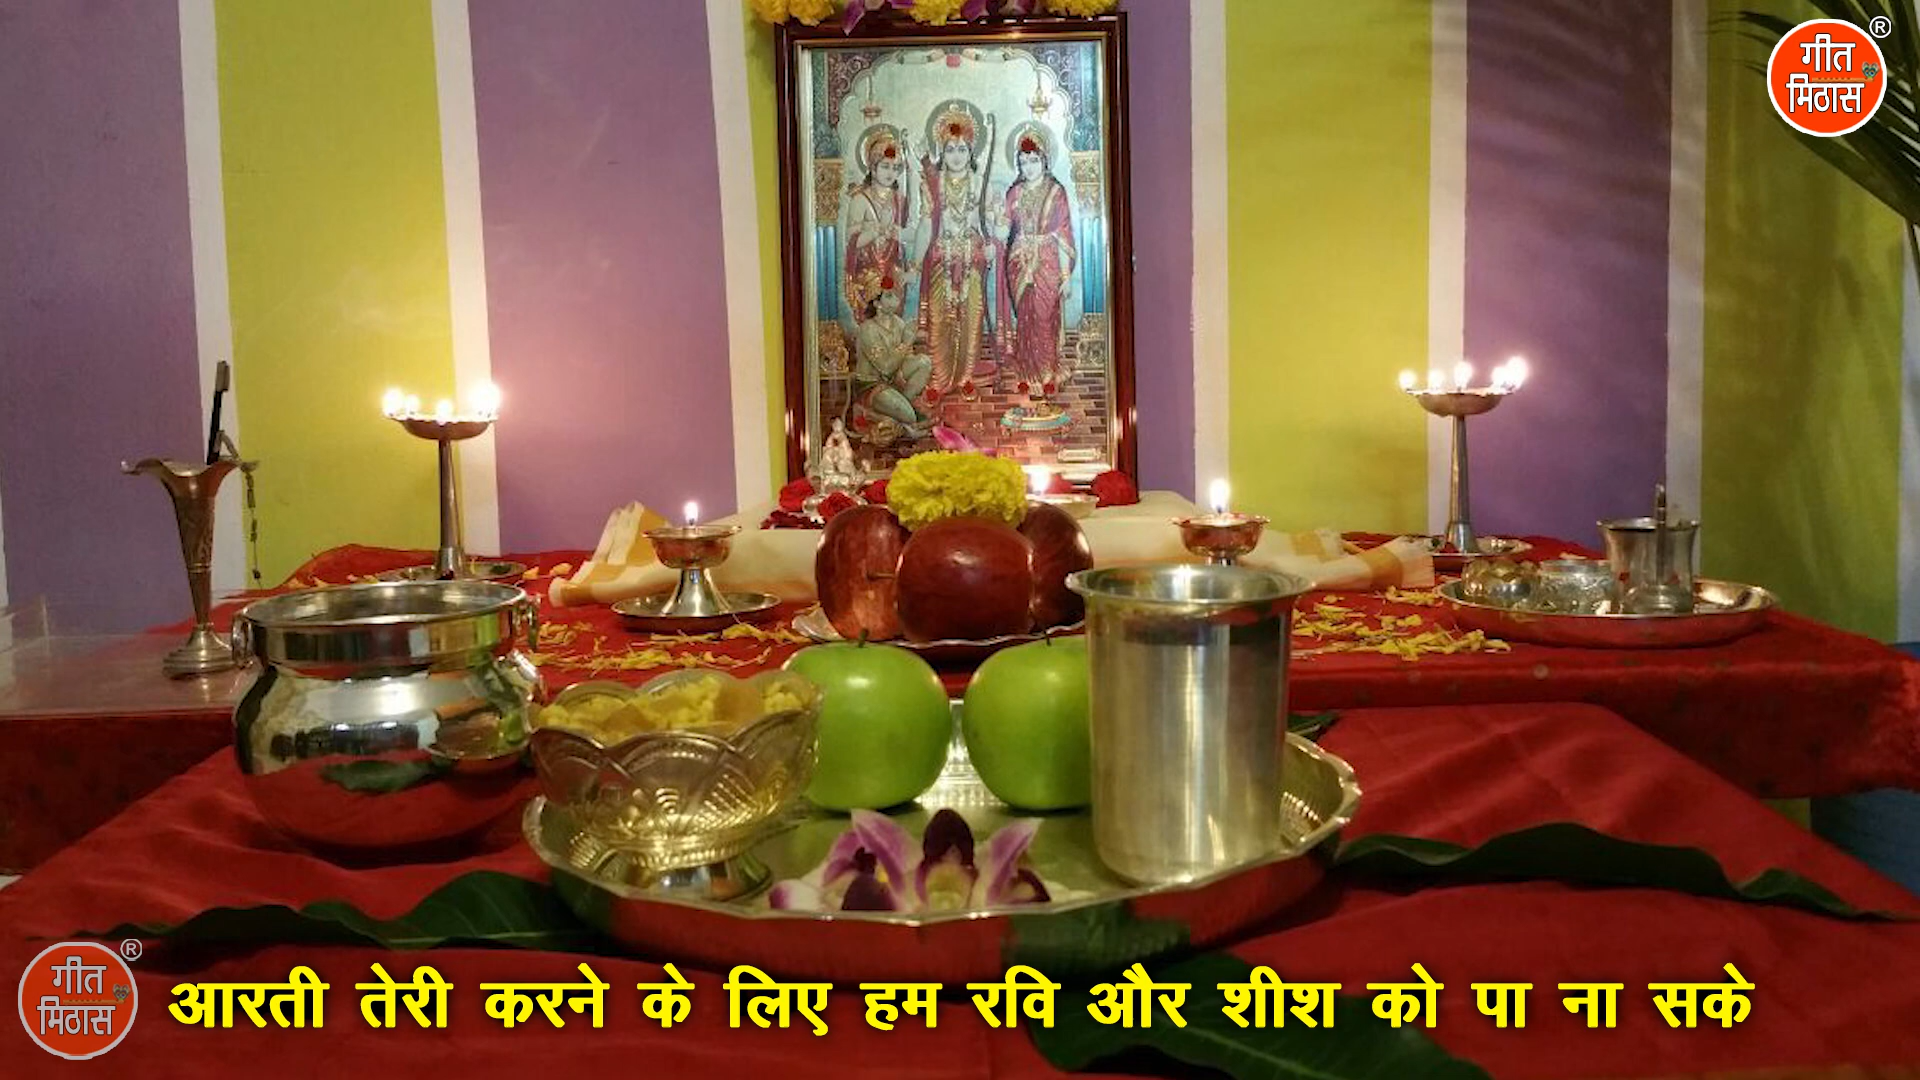 गीत
मिठास
®
गीत
मिठास
®
आरती तेरी करने के लिए हम रवि और शीश को पा ना सके